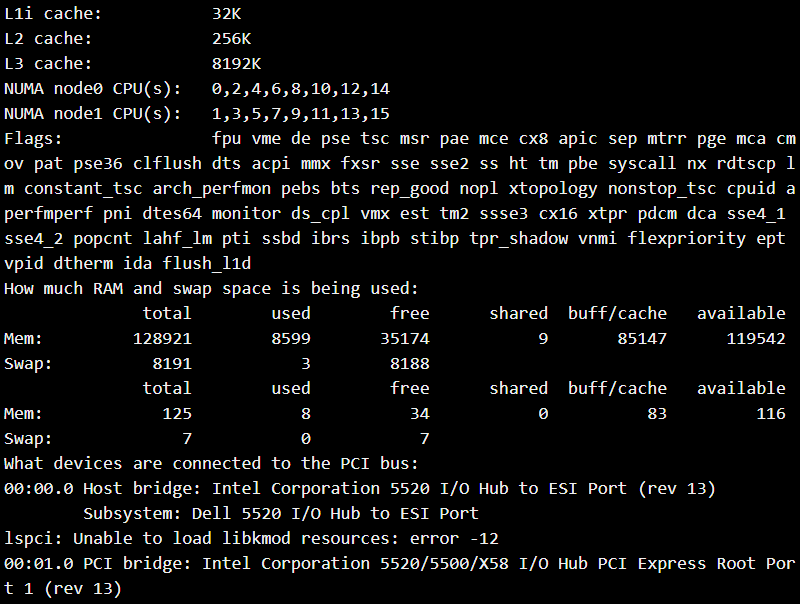 L1i cache:           32K
L2 cache:            256K
L3 cache:            8192K
NUMA node0 CPU(s):   0,2,4,6,8,10,12,14
NUMA node1 CPU(s):   1,3,5,7,9,11,13,15
Flags:               fpu vme de pse tsc msr pae mce cx8 apic sep mtrr pge mca cm
ov pat pse36 clflush dts acpi mmx fxsr sse sse2 ss ht tm pbe syscall nx rdtscp l
m constant_tsc arch_perfmon pebs bts rep_good nopl xtopology nonstop_tsc cpuid a
perfmperf pni dtes64 monitor ds_cpl vmx est tm2 ssse3 cx16 xtpr pdcm dca sse4_1
sse4_2 popcnt lahf_lm pti ssbd ibrs ibpb stibp tpr_shadow vnmi flexpriority ept
vpid dtherm ida flush_l1d
How much RAM and swap space is being used:
              total        used        free      shared  buff/cache   available
Mem:         128921        8599       35174           9       85147      119542
Swap:          8191           3        8188
              total        used        free      shared  buff/cache   available
Mem:            125           8          34           0          83         116
Swap:             7           0           7
What devices are connected to the PCI bus:
00:00.0 Host bridge: Intel Corporation 5520 I/O Hub to ESI Port (rev 13)
        Subsystem: Dell 5520 I/O Hub to ESI Port
lspci: Unable to load libkmod resources: error -12
00:01.0 PCI bridge: Intel Corporation 5520/5500/X58 I/O Hub PCI Express Root Por
t 1 (rev 13)